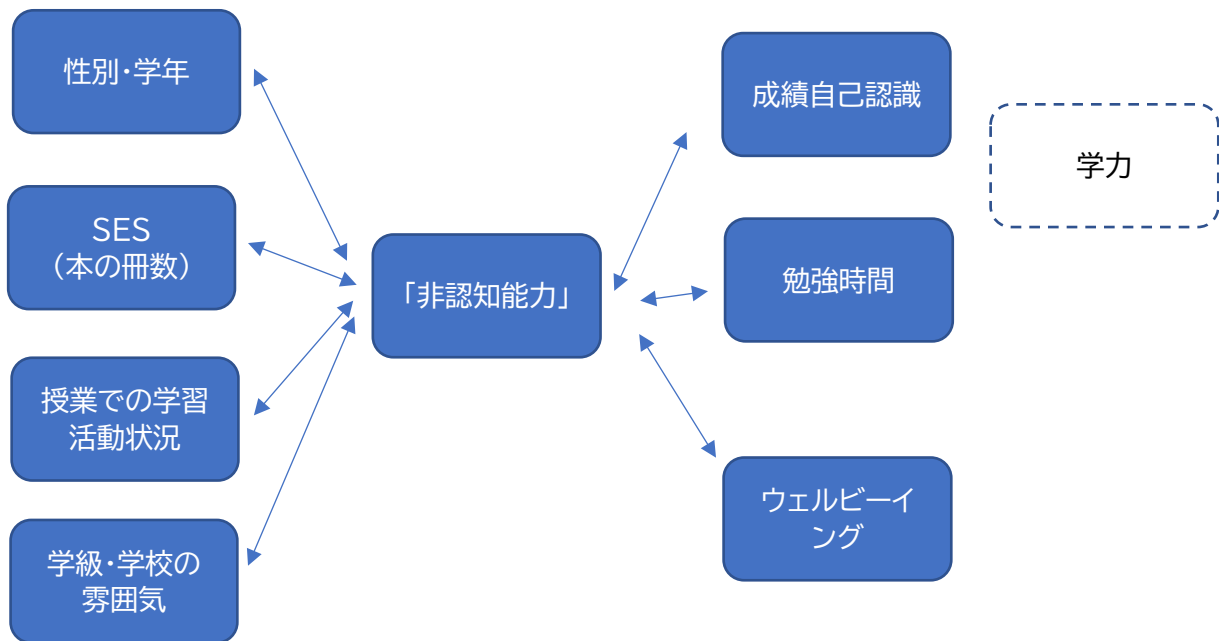 性別・学年
SES
（本の冊数）
授業での学習
活動状況
学級・学校の
雰囲気
「非認知能力」
成績自己認識
勉強時間
ウェルビーイ
ング
学力